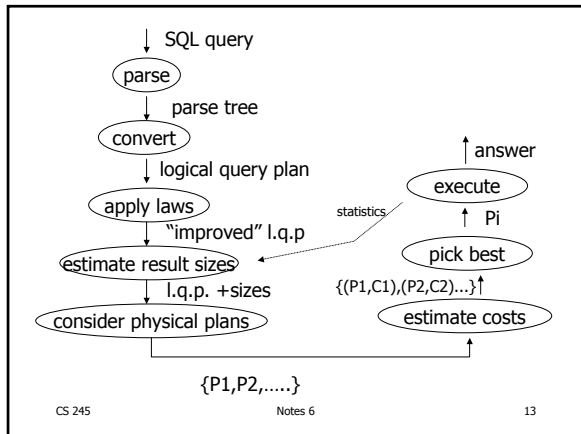 SQL query
parse
parse tree
convert
logical query plan
apply laws
“improved” l.q.p
estimate result sizes
l.q.p. +sizes
consider physical plans
{P1,P2,…..}
estimate costs
{(P1,C1),(P2,C2)...}
pick best
Pi
execute
answer
statistics
CS 245
Notes 6
13